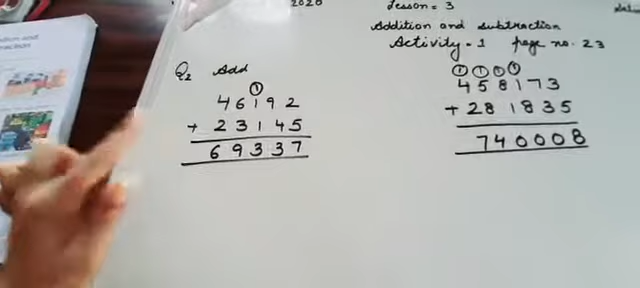 2020
Lesson = 3
Addition and subtraction
Activity - 1 page no. 23
Q2 Add
1
46192
+ 23145
69337
1 1 1 1
458173
+ 281835
740008